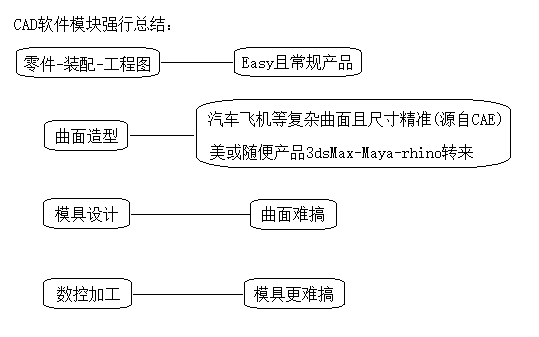 CAD软件模块强行总结：
零件-装配-工程图
Easy且常规产品
曲面造型
汽车飞机等复杂曲面且尺寸精准(源自CAE)
美或随便产品3dsMax-Maya-rhino转来
模具设计
曲面难搞
数控加工
模具更难搞